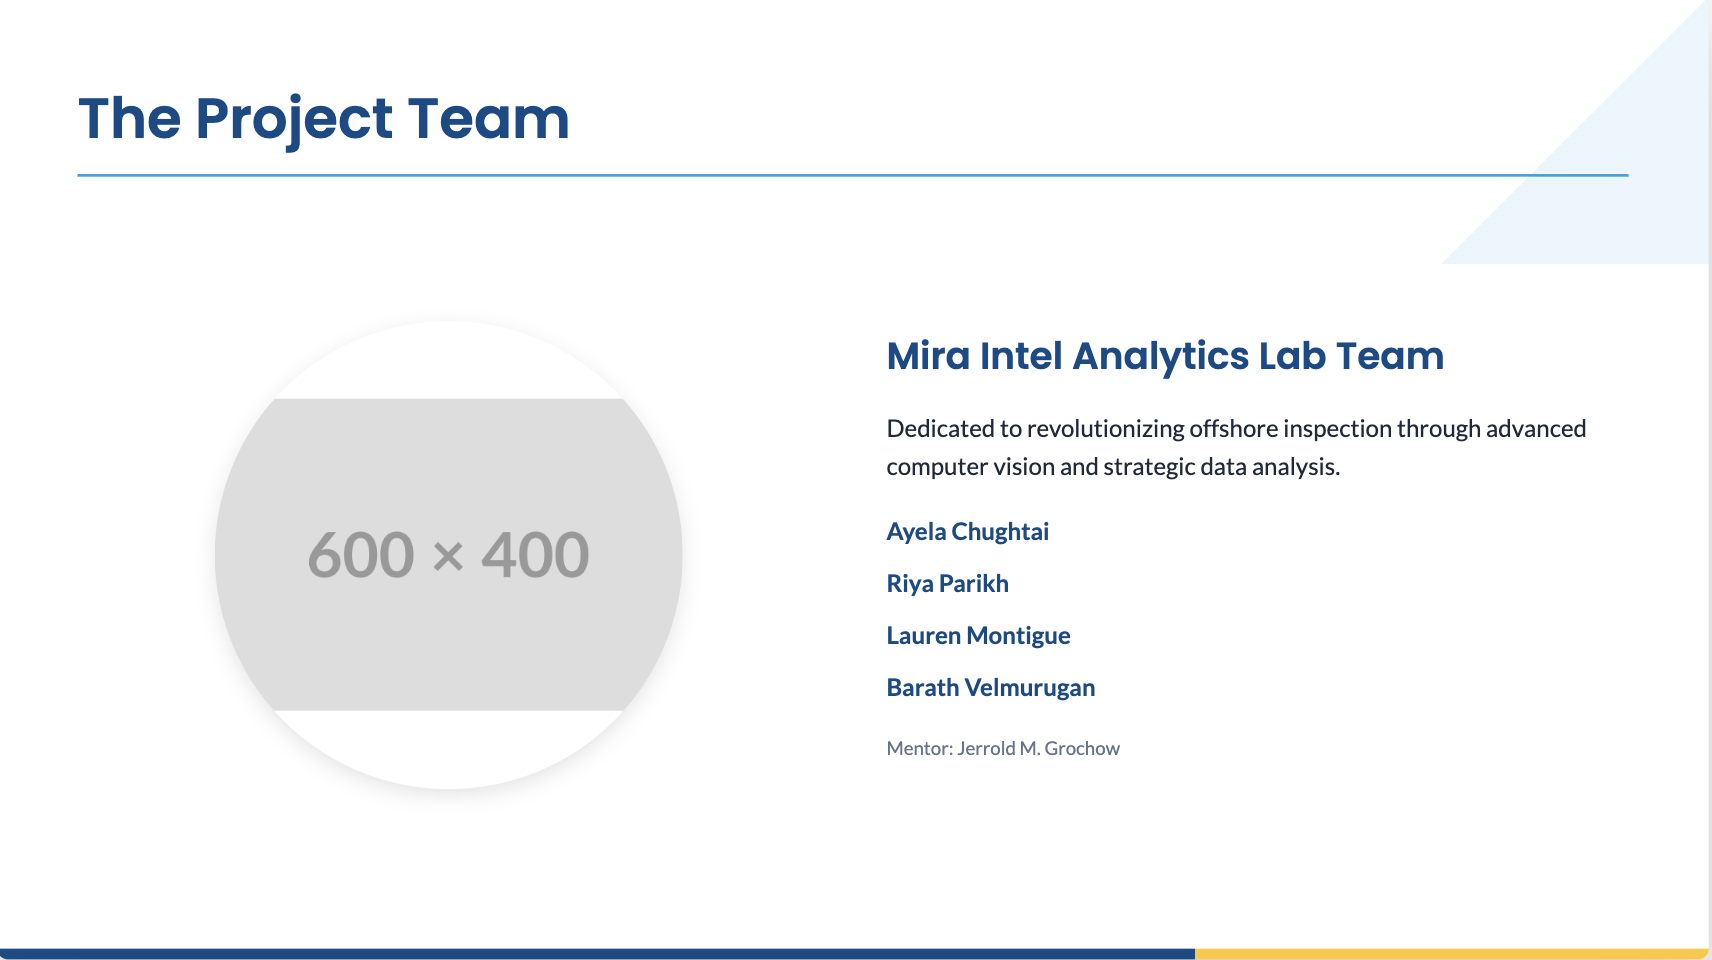 The Project Team
600 × 400
Mira Intel Analytics Lab Team
Dedicated to revolutionizing offshore inspection through advanced
computer vision and strategic data analysis.
Ayela Chughtai
Riya Parikh
Lauren Montigue
Barath Velmurugan
Mentor: Jerrold M. Grochow